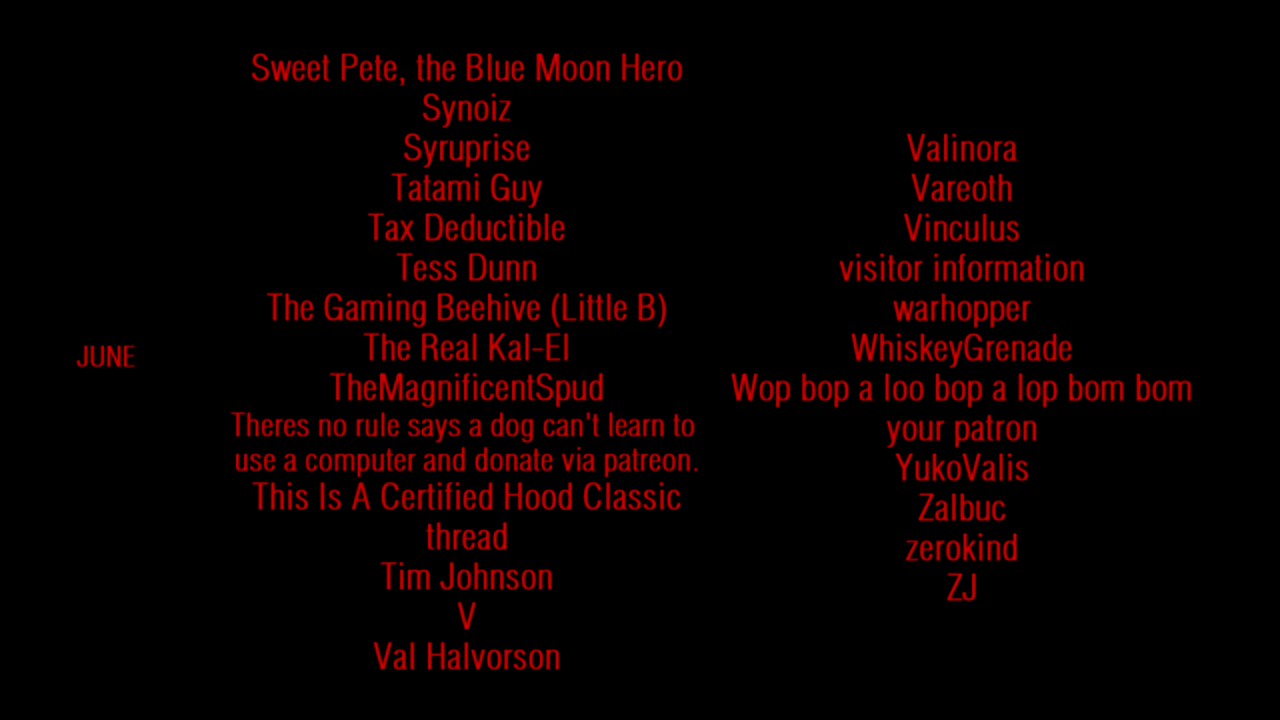 JUNE
Sweet Pete, the Blue Moon Hero
Synoiz
Syruprise
Tatami Guy
Tax Deductible
Tess Dunn
The Gaming Beehive (Little B)
The Real Kal-El
TheMagnificentSpud
Theres no rule says a dog can't learn to
use a computer and donate via patreon.
This Is A Certified Hood Classic
thread
Tim Johnson
V
Val Halvorson
Valinora
Vareoth
Vinculus
visitor information
warhopper
WhiskeyGrenade
Wop bop a loo bop a lop bom bom
your patron
YukoValis
Zalbuc
zerokind
ZJ